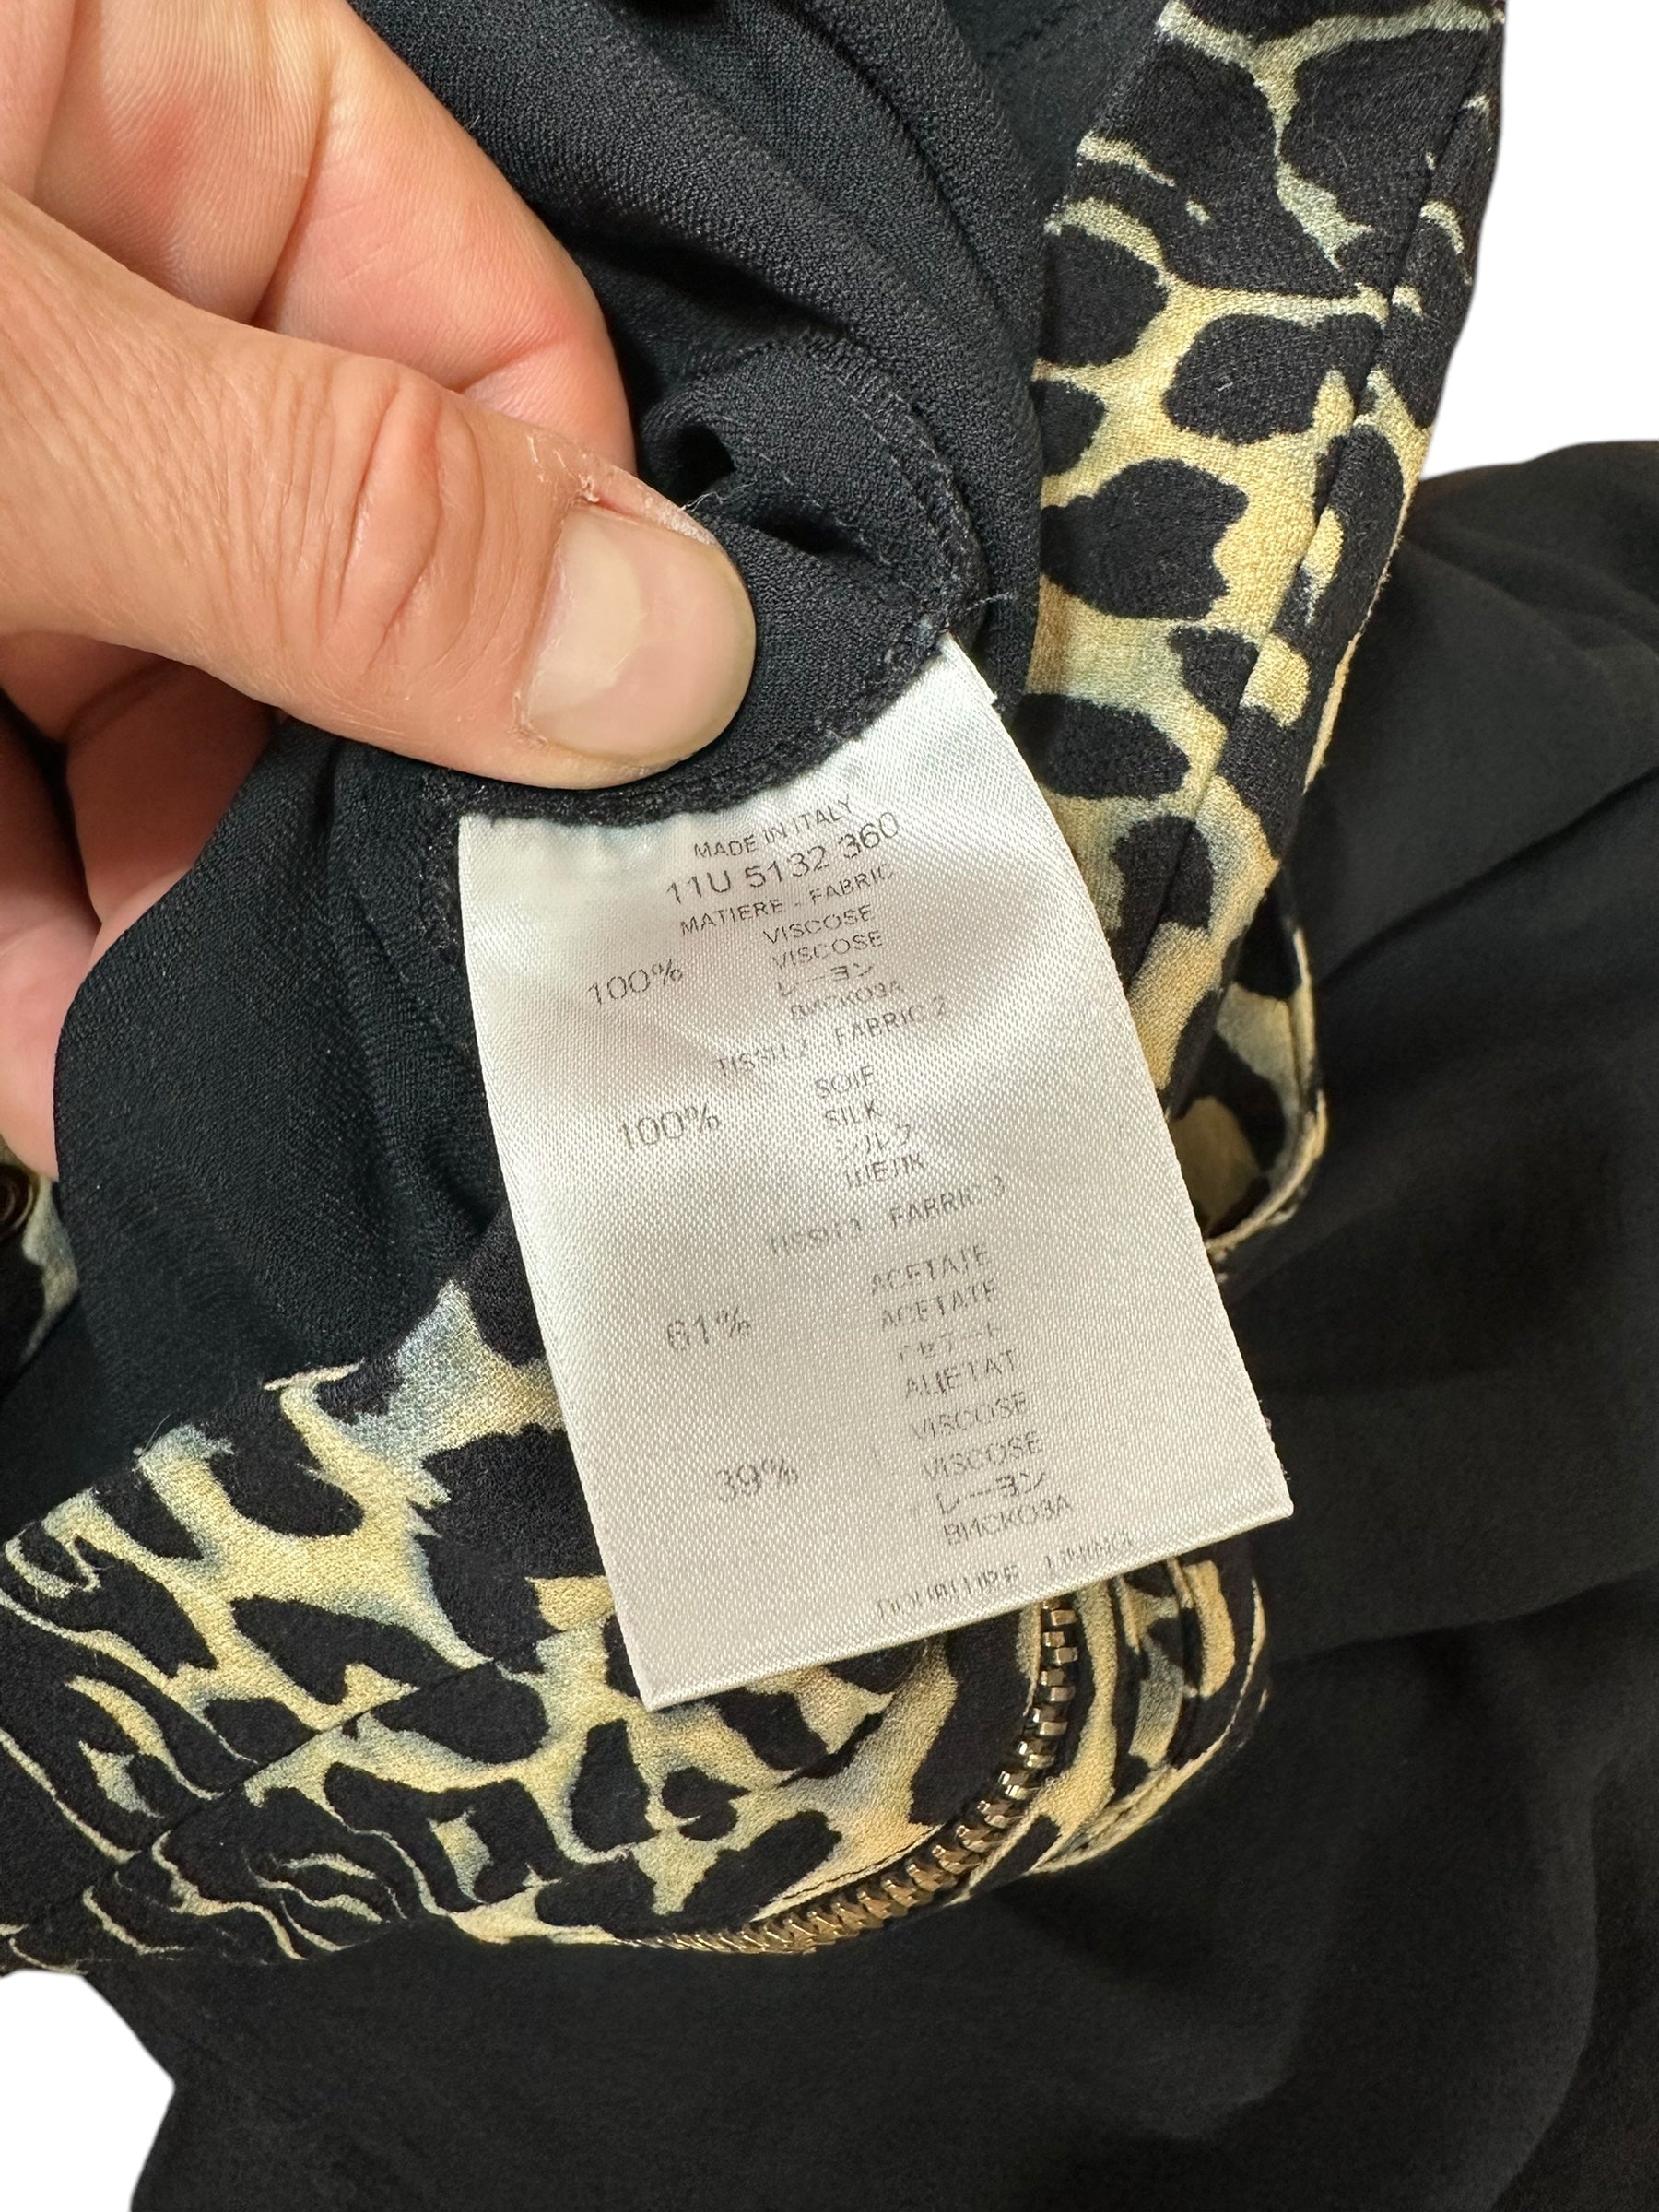 MADE IN ITALY
11U 5132 360
MATIERE - FABRIC
VISCOSE
VISCOSE
100%
レーヨン
ВИСКОЗА
TISSU 2 FABRIC 2
SOIE
100%
SILK
シルク
ШЕЛК
TISSU 3 FABRIC 3
ACETATE
61%
ACETATE
アセテート
АЦЕТАТ
VISCOSE
39%
VISCOSE
レーヨン
ВИСКОЗА
DOUBLURE - LINING